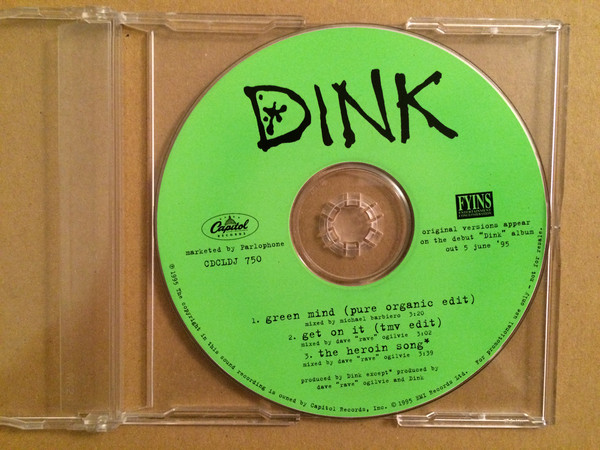 DINK
Capitol
RECORDS
marketed by Parlophone
CDCLDJ 750
FYINS
original versions appear
on the debut "Dink" album
out 5 june '95
1. green mind (pure organic edit)
mixed by michael barbiero 3:20
2. get on it (tmv edit)
mixed by dave "rave" ogilvie 3:02
3. the heroin song*
mixed by dave "rave" ogilvie 3:39
produced by Dink except* produced by
dave "rave" ogilvie and Dink
℗ 1995 The copyright in this sound recording is owned by Capitol Records, Inc. © 1995 EMI Records Ltd. For promotional use only - not for resale.